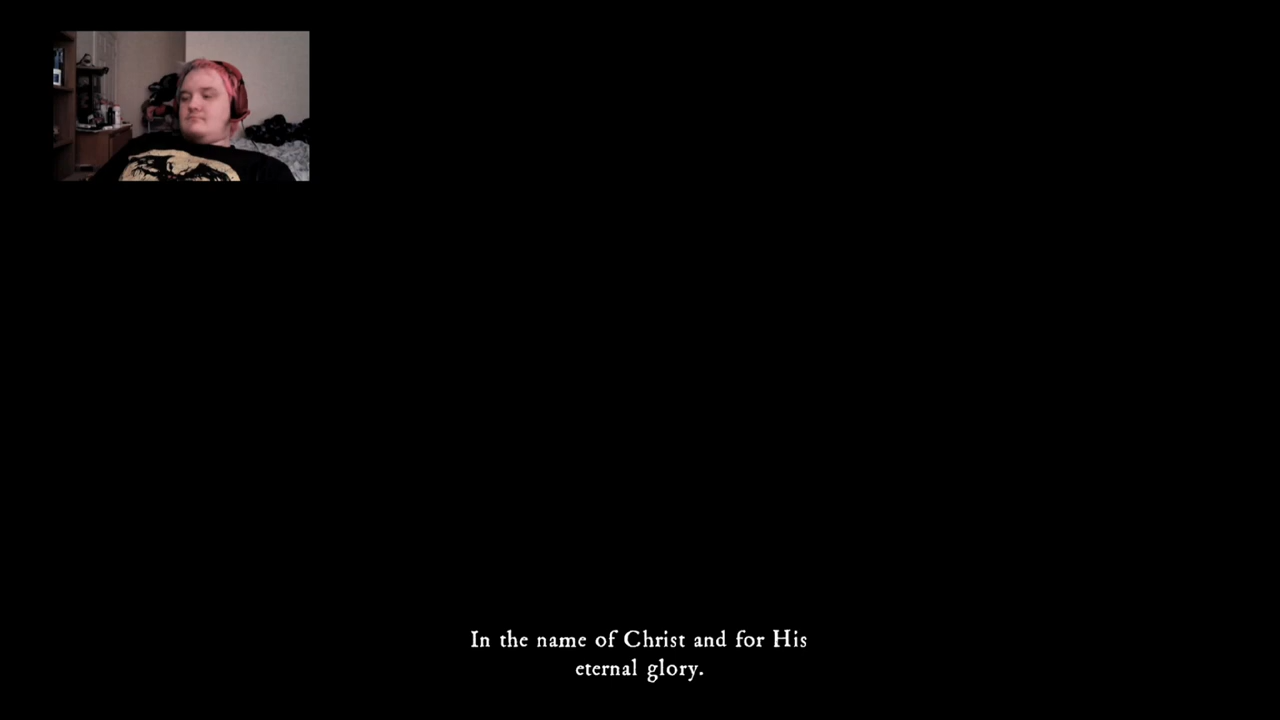 In the name of Christ and for His
eternal glory.